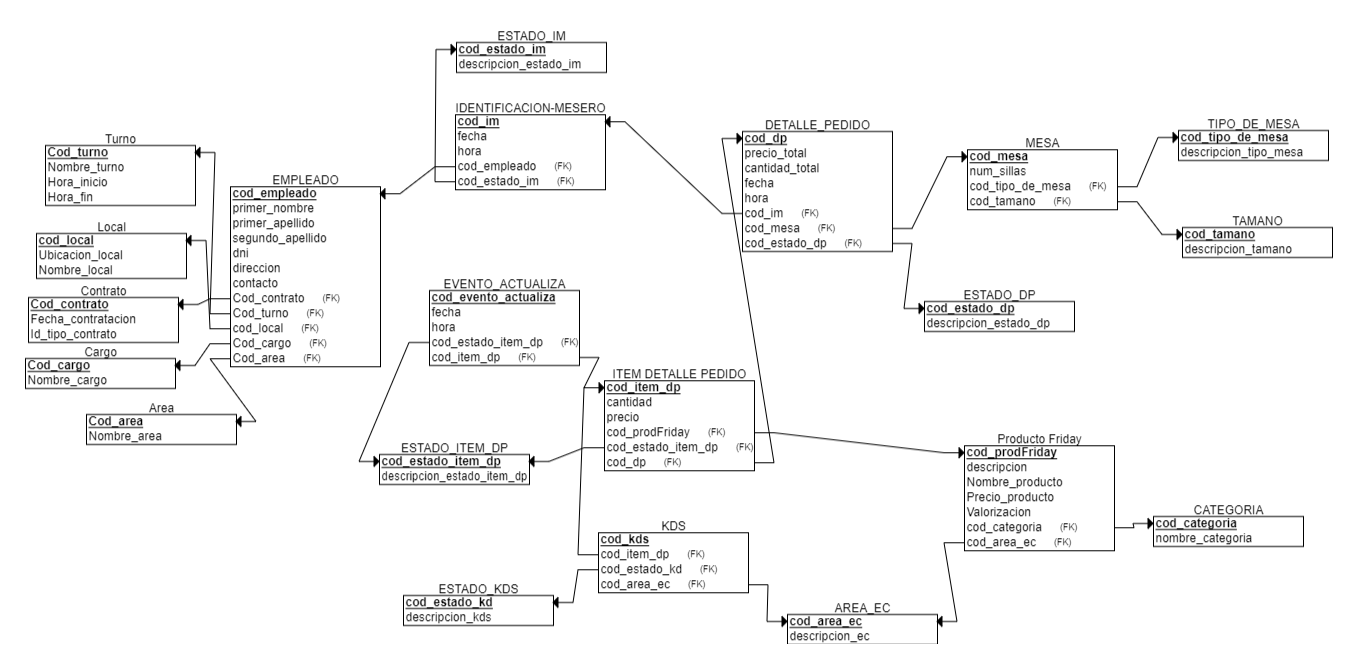 ESTADO_IM
cod_estado_im
descripcion_estado_im
IDENTIFICACION-MESERO
cod_im
fecha
hora
cod_empleado (FK)
cod_estado_im (FK)
Turno
Cod_turno
Nombre_turno
Hora_inicio
Hora_fin
Local
cod_local
Ubicacion_local
Nombre_local
Contrato
Cod_contrato
Fecha_contratacion
Id_tipo_contrato
Cargo
Cod_cargo
Nombre_cargo
Area
Cod_area
Nombre_area
EMPLEADO
cod_empleado
primer_nombre
primer_apellido
segundo_apellido
dni
direccion
contacto
Cod_contrato (FK)
Cod_turno (FK)
cod_local (FK)
Cod_cargo (FK)
Cod_area (FK)
DETALLE_PEDIDO
cod_dp
precio_total
cantidad_total
fecha
hora
cod_im (FK)
cod_mesa (FK)
cod_estado_dp (FK)
MESA
cod_mesa
num_sillas
cod_tipo_de_mesa (FK)
cod_tamano (FK)
TIPO_DE_MESA
cod_tipo_de_mesa
descripcion_tipo_mesa
TAMANO
cod_tamano
descripcion_tamano
ESTADO_DP
cod_estado_dp
descripcion_estado_dp
EVENTO_ACTUALIZA
cod_evento_actualiza
fecha
hora
cod_estado_item_dp (FK)
cod_item_dp (FK)
ITEM DETALLE PEDIDO
cod_item_dp
cantidad
precio
cod_prodFriday (FK)
cod_estado_item_dp (FK)
cod_dp (FK)
ESTADO_ITEM_DP
cod_estado_item_dp
descripcion_estado_item_dp
Producto Friday
cod_prodFriday
descripcion
Nombre_producto
Precio_producto
Valorizacion
cod_categoria (FK)
cod_area_ec (FK)
CATEGORIA
cod_categoria
nombre_categoria
KDS
cod_kds
cod_item_dp (FK)
cod_estado_kd (FK)
cod_area_ec (FK)
ESTADO_KDS
cod_estado_kd
descripcion_kds
AREA_EC
cod_area_ec
descripcion_ec